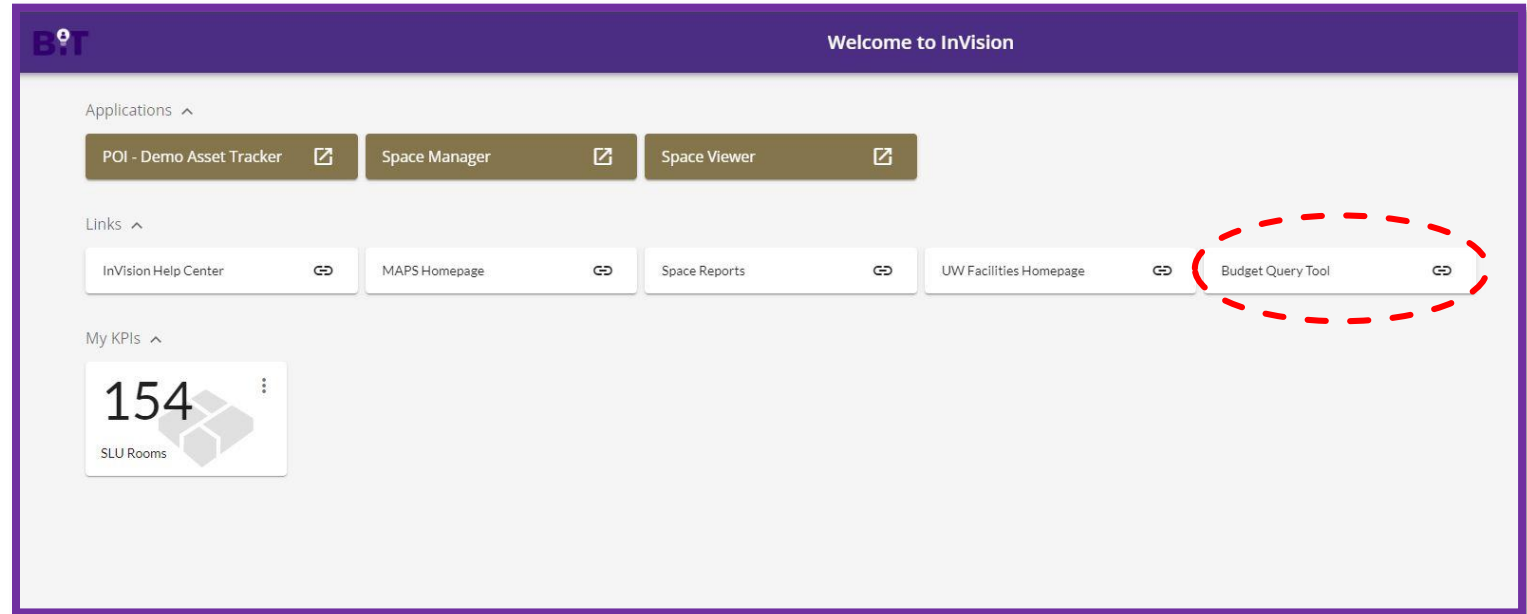 BIT
Welcome to InVision
Applications
POI - Demo Asset Tracker
Space Manager
Space Viewer
Links
InVision Help Center
MAPS Homepage
Space Reports
UW Facilities Homepage
Budget Query Tool
My KPIs
154
SLU Rooms